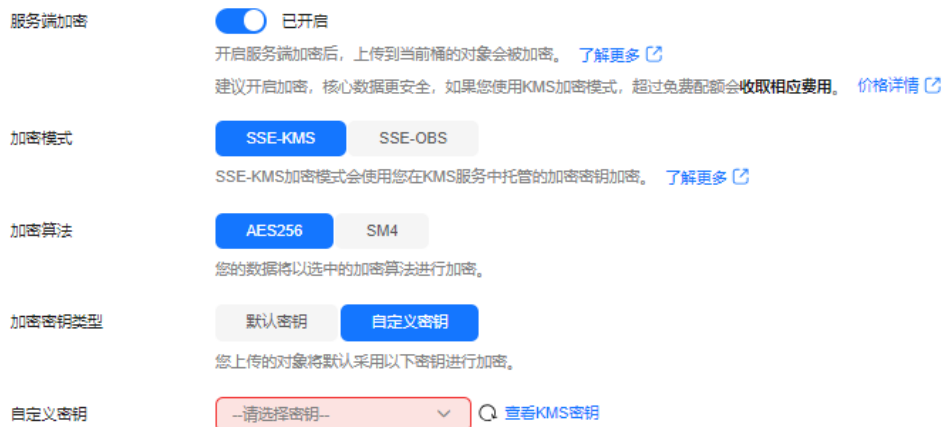 服务端加密 已开启
开启服务端加密后，上传到当前桶的对象会被加密。 了解更多
建议开启加密，核心数据更安全，如果您使用KMS加密模式，超过免费配额会收取相应费用。 价格详情
加密模式 SSE-KMS SSE-OBS
SSE-KMS加密模式会使用您在KMS服务中托管的加密密钥加密。 了解更多
加密算法 AES256 SM4
您的数据将以选中的加密算法进行加密。
加密密钥类型 默认密钥 自定义密钥
您上传的对象将默认采用以下密钥进行加密。
自定义密钥 --请选择密钥-- 查看KMS密钥